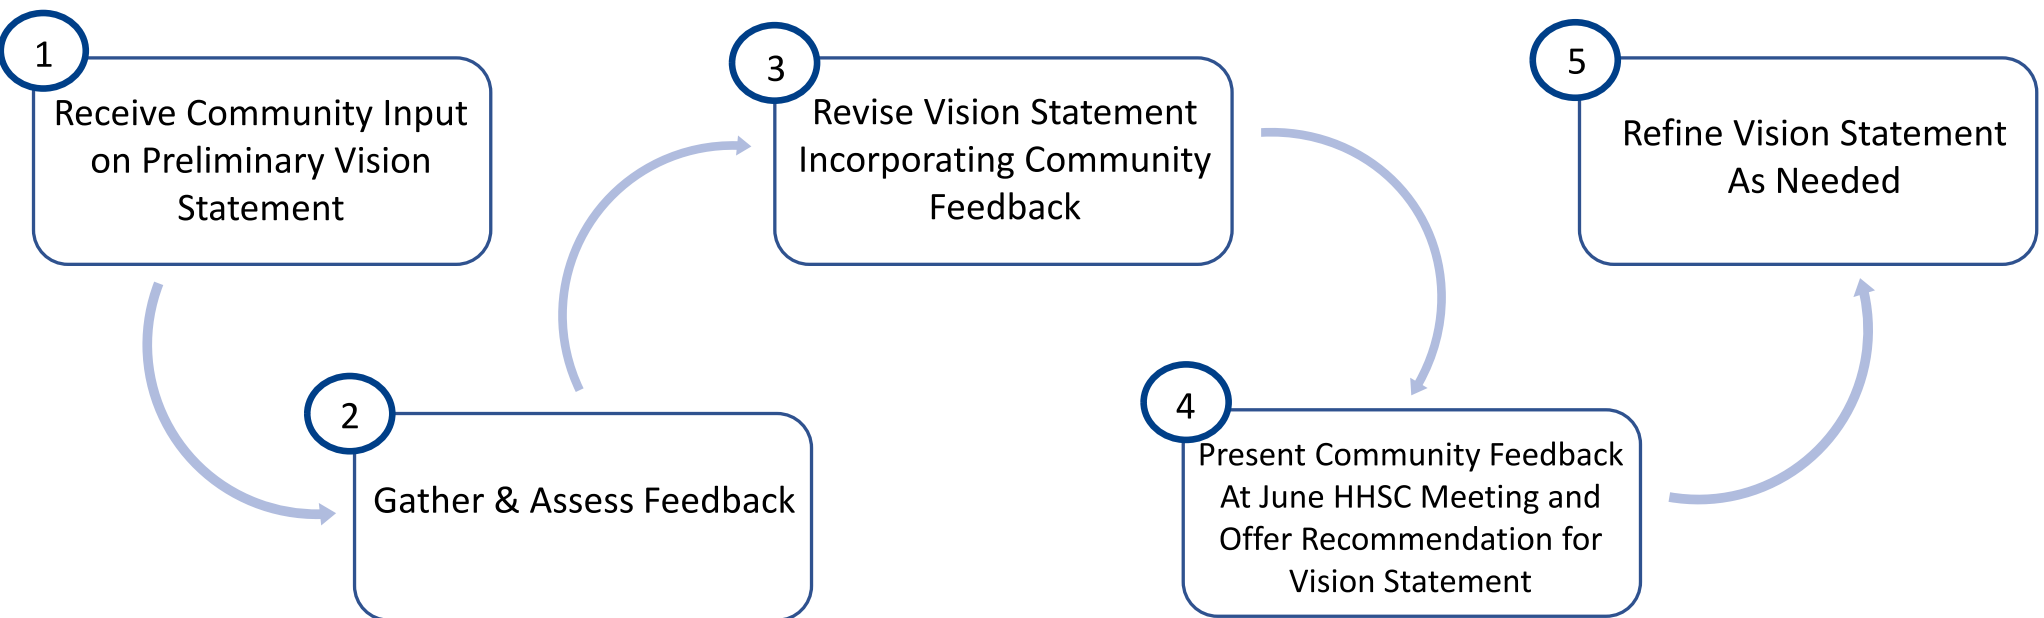 1
Receive Community Input
on Preliminary Vision
Statement
2
Gather & Assess Feedback
3
Revise Vision Statement
Incorporating Community
Feedback
4
Present Community Feedback
At June HHSC Meeting and
Offer Recommendation for
Vision Statement
5
Refine Vision Statement
As Needed